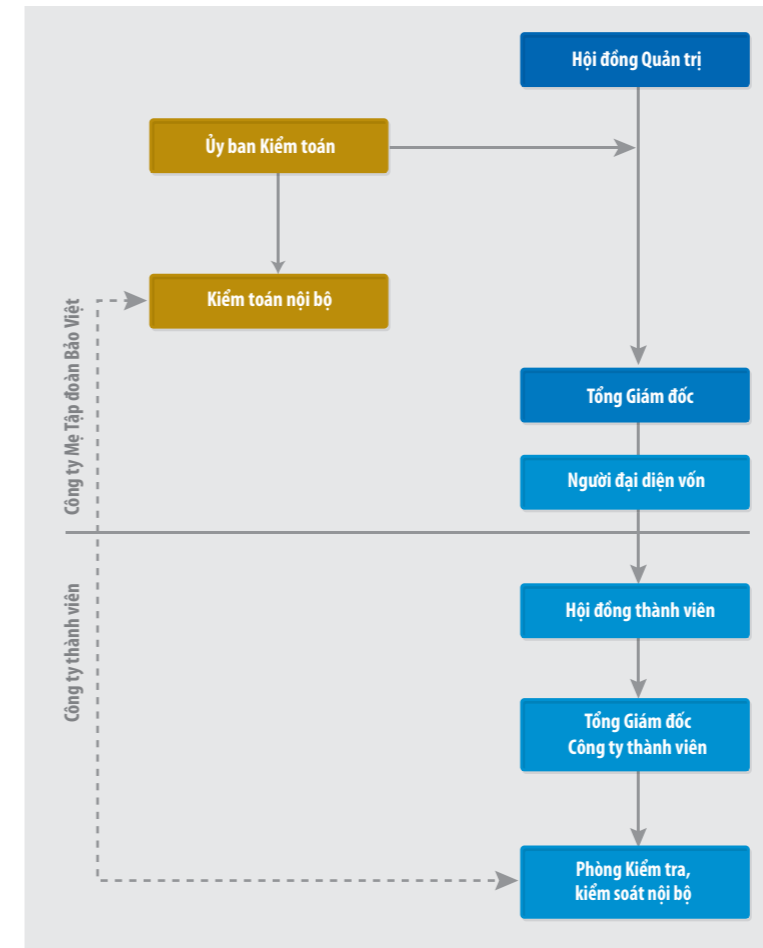 Hội đồng Quản trị
Ủy ban Kiểm toán
Kiểm toán nội bộ
Công ty Mẹ Tập đoàn Bảo Việt
Tổng Giám đốc
Người đại diện vốn
Công ty thành viên
Hội đồng thành viên
Tổng Giám đốc
Công ty thành viên
Phòng Kiểm tra,
kiểm soát nội bộ